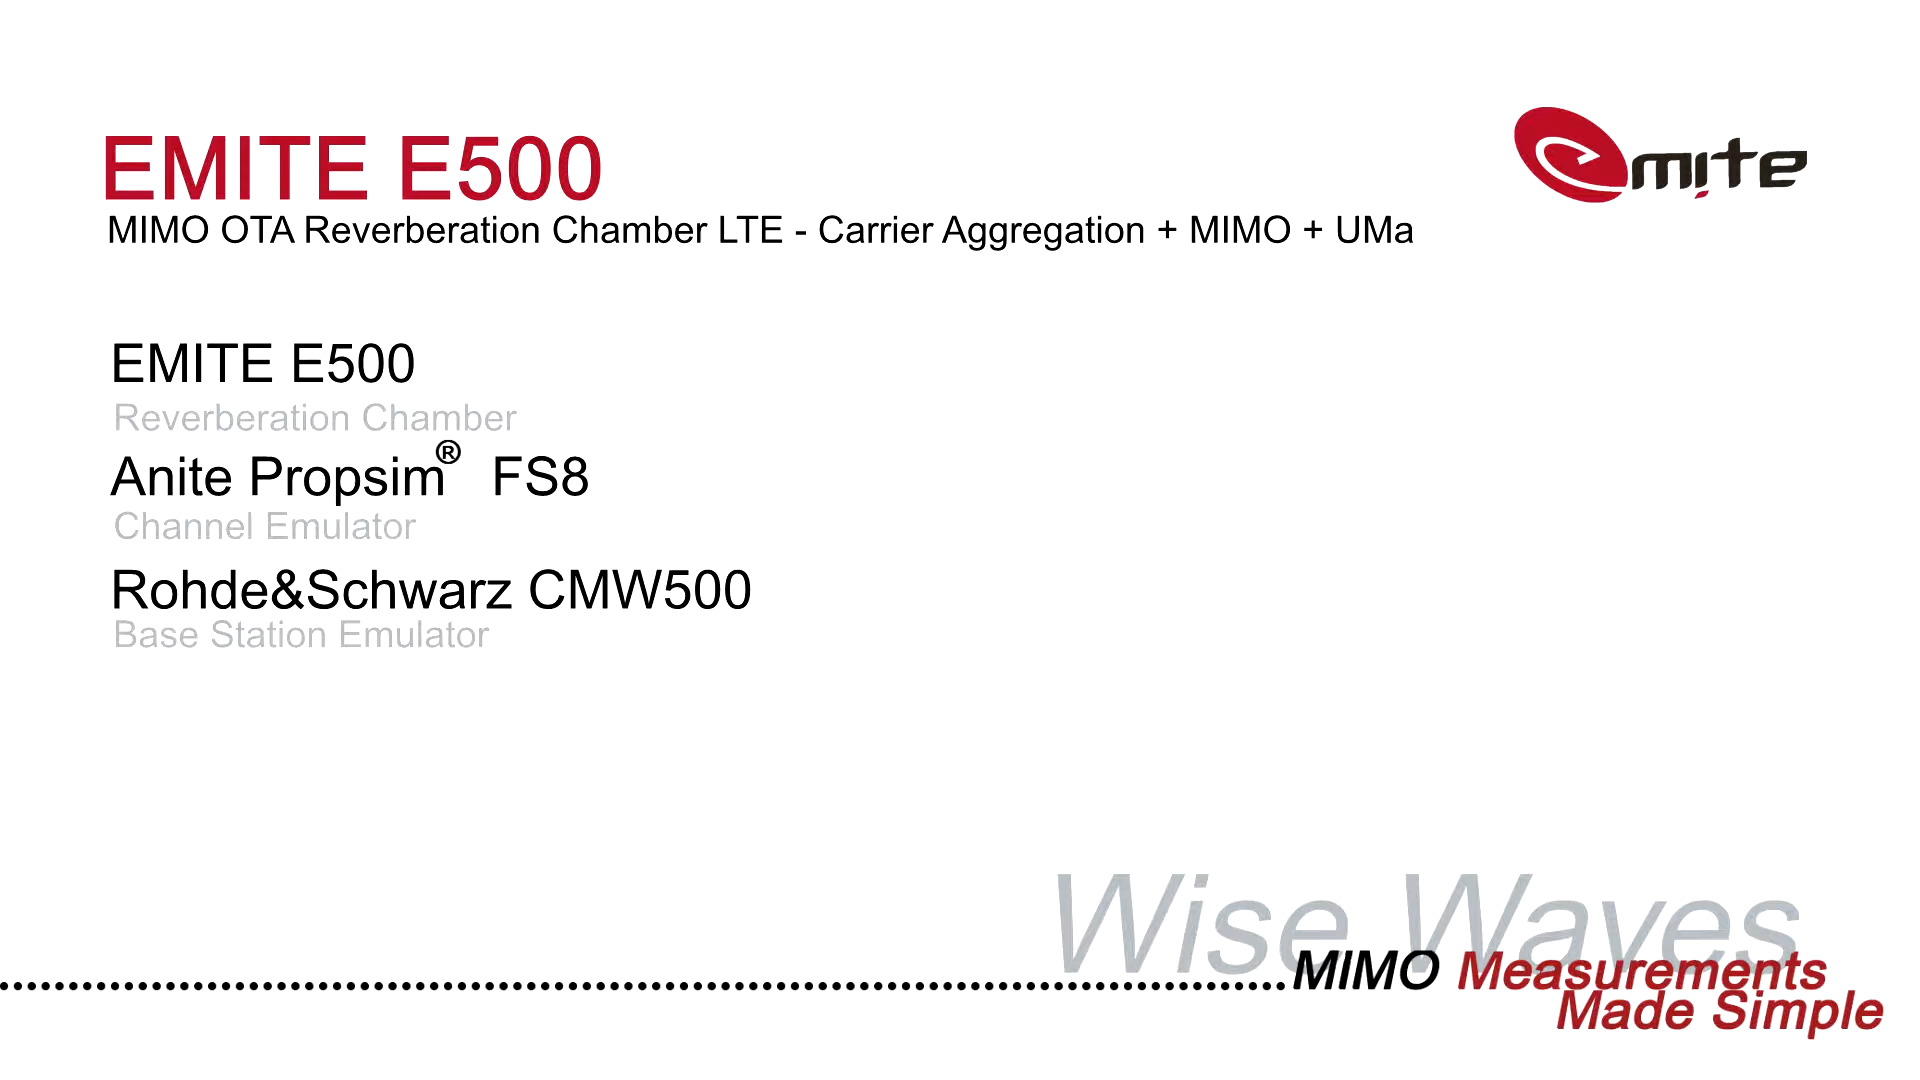 EMITE E500
emite
MIMO OTA Reverberation Chamber LTE - Carrier Aggregation + MIMO + UMa
EMITE E500
Reverberation Chamber
Anite Propsim® FS8
Channel Emulator
Rohde&Schwarz CMW500
Base Station Emulator
Wise Waves
MIMO Measurements
Made Simple